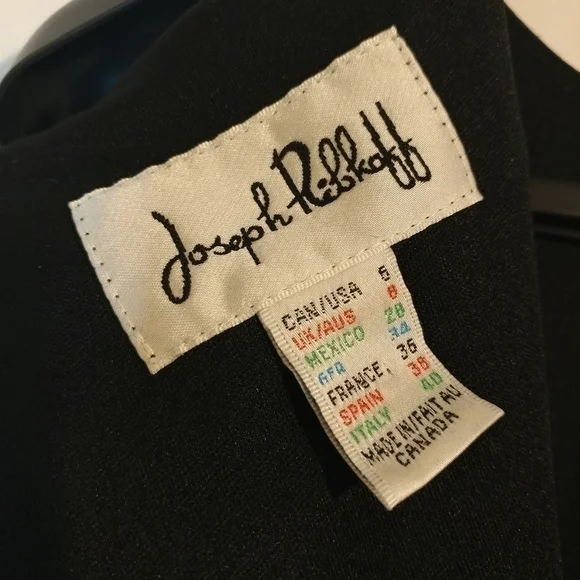 Joseph Ribkoff
CAN/USA 6
UK/AUS 8
MEXICO 28
AFA 34
FRANCE. 36
SPAIN 38
ITALY 40
MADE IN/FAIT AU
CANADA